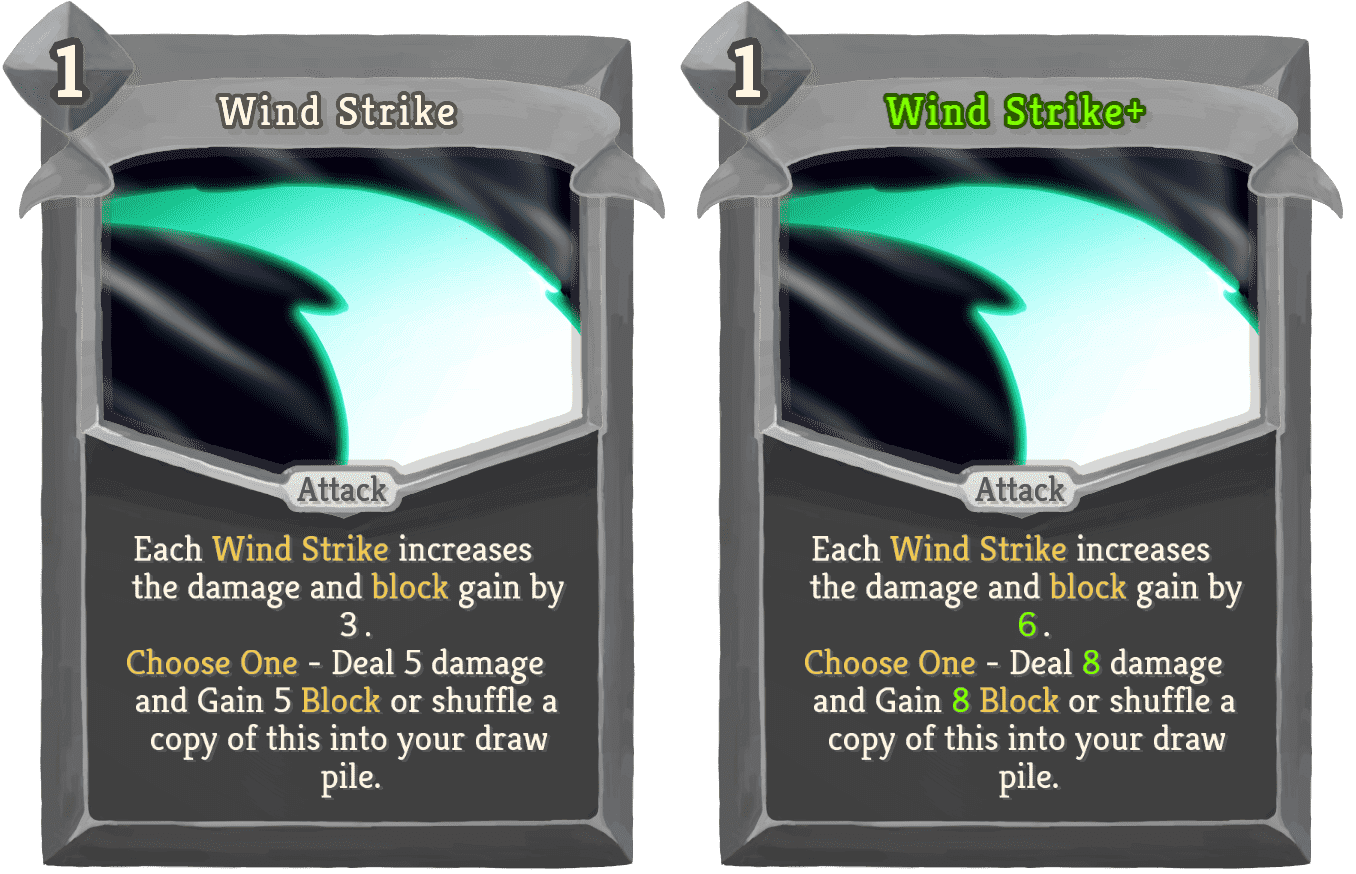 1
Wind Strike
Attack
Each Wind Strike increases
the damage and block gain by
3.
Choose One - Deal 5 damage
and Gain 5 Block or shuffle a
copy of this into your draw
pile.
1
Wind Strike+
Attack
Each Wind Strike increases
the damage and block gain by
6.
Choose One - Deal 8 damage
and Gain 8 Block or shuffle a
copy of this into your draw
pile.